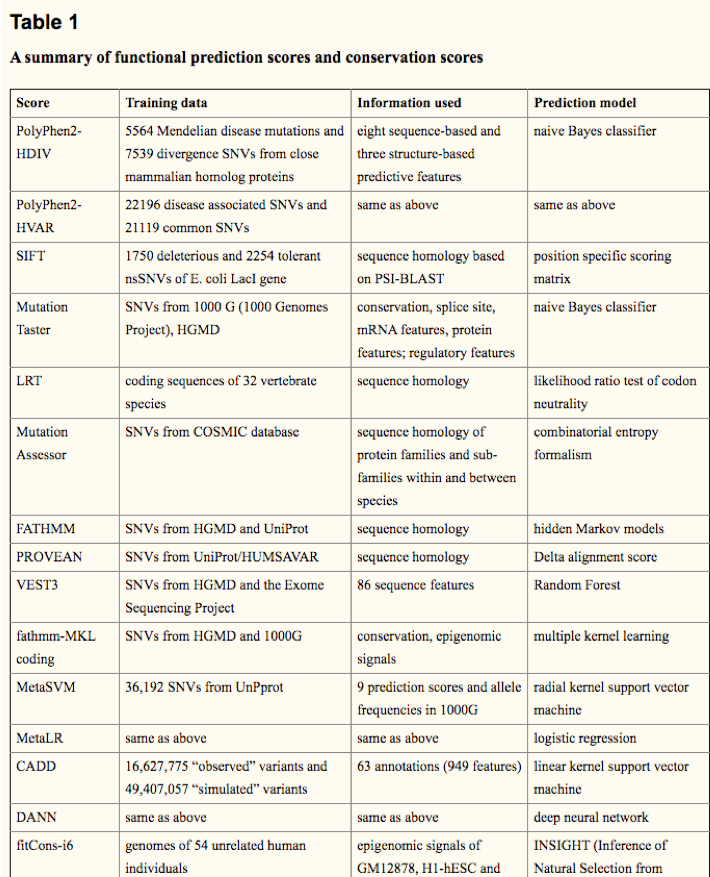 Table 1
A summary of functional prediction scores and conservation scores
Score Training data Information used Prediction model
PolyPhen2- 5564 Mendelian disease mutations and eight sequence-based and naive Bayes classifier
HDIV 7539 divergence SNVs from close three structure-based
mammalian homolog proteins predictive features
PolyPhen2- 22196 disease associated SNVs and same as above same as above
HVAR 21119 common SNVs
SIFT 1750 deleterious and 2254 tolerant sequence homology based position specific scoring
nsSNVs of E. coli LacI gene on PSI-BLAST matrix
Mutation SNVs from 1000 G (1000 Genomes conservation, splice site, naive Bayes classifier
Taster Project), HGMD mRNA features, protein
features; regulatory features
LRT coding sequences of 32 vertebrate sequence homology likelihood ratio test of codon
species neutrality
Mutation SNVs from COSMIC database sequence homology of combinatorial entropy
Assessor protein families and sub- formalism
families within and between
species
FATHMM SNVs from HGMD and UniProt sequence homology hidden Markov models
PROVEAN SNVs from UniProt/HUMSAVAR sequence homology Delta alignment score
VEST3 SNVs from HGMD and the Exome 86 sequence features Random Forest
Sequencing Project
fathmm-MKL SNVs from HGMD and 1000G conservation, epigenomic multiple kernel learning
coding signals
MetaSVM 36,192 SNVs from UnPprot 9 prediction scores and allele radial kernel support vector
frequencies in 1000G machine
MetaLR same as above same as above logistic regression
CADD 16,627,775 “observed” variants and 63 annotations (949 features) linear kernel support vector
49,407,057 “simulated” variants machine
DANN same as above same as above deep neural network
fitCons-i6 genomes of 54 unrelated human epigenomic signals of INSIGHT (Inference of
individuals GM12878, H1-hESC and Natural Selection from